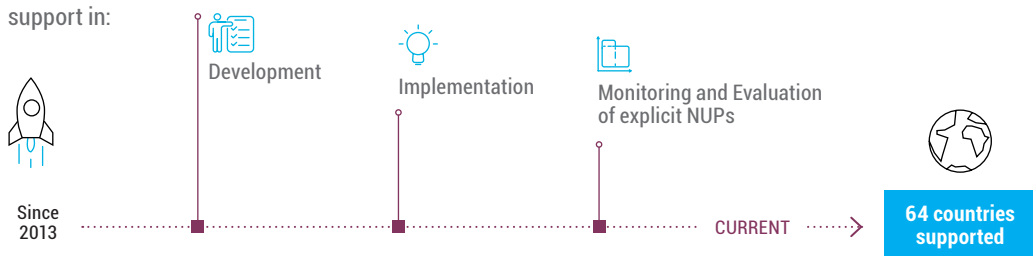 support in:
Development
Implementation
Monitoring and Evaluation
of explicit NUPs
Since
2013
CURRENT
64 countries
supported